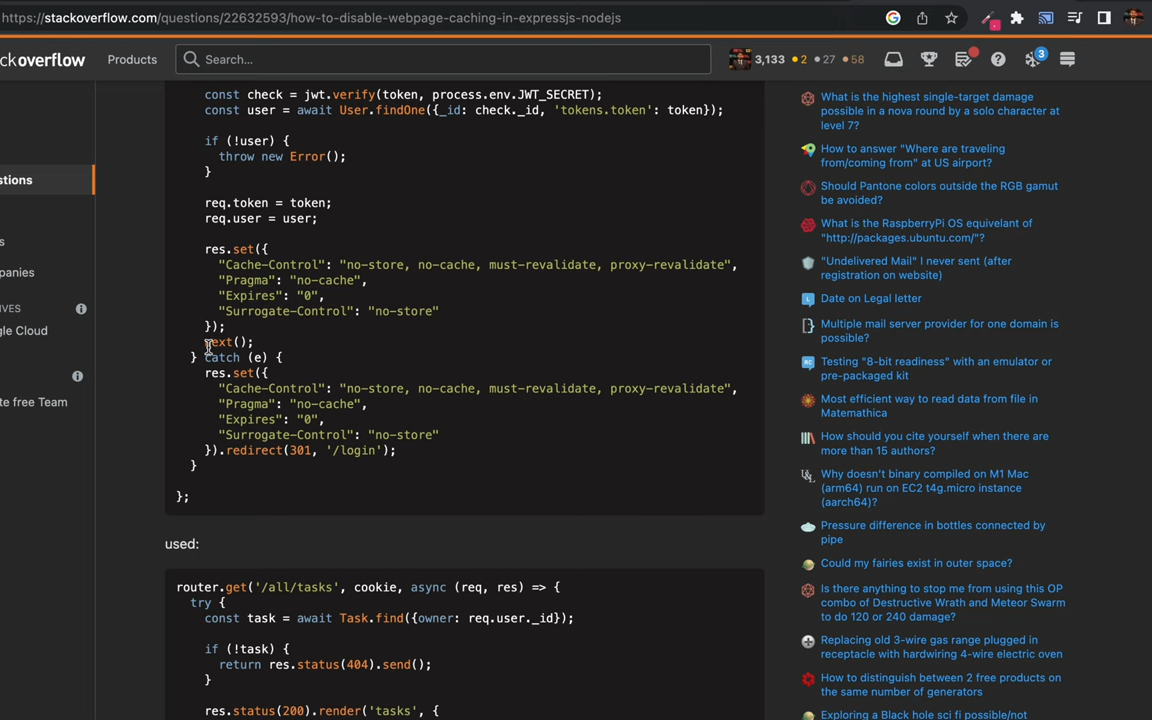 https://stackoverflow.com/questions/22632593/how-to-disable-webpage-caching-in-expressjs-nodejs
ckoverflow
Products
Search...
3,133
2
27
58
3
const check = jwt.verify(token, process.env.JWT_SECRET);
const user = await User.findOne({_id: check._id, 'tokens.token': token});
if (!user) {
throw new Error();
}
req.token = token;
req.user = user;
res.set({
"Cache-Control": "no-store, no-cache, must-revalidate, proxy-revalidate",
"Pragma": "no-cache",
"Expires": "0",
"Surrogate-Control": "no-store"
});
next();
} catch (e) {
res.set({
"Cache-Control": "no-store, no-cache, must-revalidate, proxy-revalidate",
"Pragma": "no-cache",
"Expires": "0",
"Surrogate-Control": "no-store"
}).redirect(301, '/login');
}
};
used:
router.get('/all/tasks', cookie, async (req, res) => {
try {
const task = await Task.find({owner: req.user._id});
if (!task) {
return res.status(404).send();
}
res.status(200).render('tasks', {
stions
s
panies
IVES
gle Cloud
te free Team
What is the highest single-target damage
possible in a nova round by a solo character at
level 7?
How to answer "Where are traveling
from/coming from" at US airport?
Should Pantone colors outside the RGB gamut
be avoided?
What is the RaspberryPi OS equivelant of
"http://packages.ubuntu.com/"?
"Undelivered Mail" I never sent (after
registration on website)
Date on Legal letter
Multiple mail server provider for one domain is
possible?
Testing "8-bit readiness" with an emulator or
pre-packaged kit
Most efficient way to read data from file in
Matemathica
How should you cite yourself when there are
more than 15 authors?
Why doesn't binary compiled on M1 Mac
(arm64) run on EC2 t4g.micro instance
(aarch64)?
Pressure difference in bottles connected by
pipe
Could my fairies exist in outer space?
Is there anything to stop me from using this OP
combo of Destructive Wrath and Meteor Swarm
to do 120 or 240 damage?
Replacing old 3-wire gas range plugged in
receptacle with hardwiring 4-wire electric oven
How to distinguish between 2 free products on
the same number of generators
Exploring a Black hole sci fi possible/not